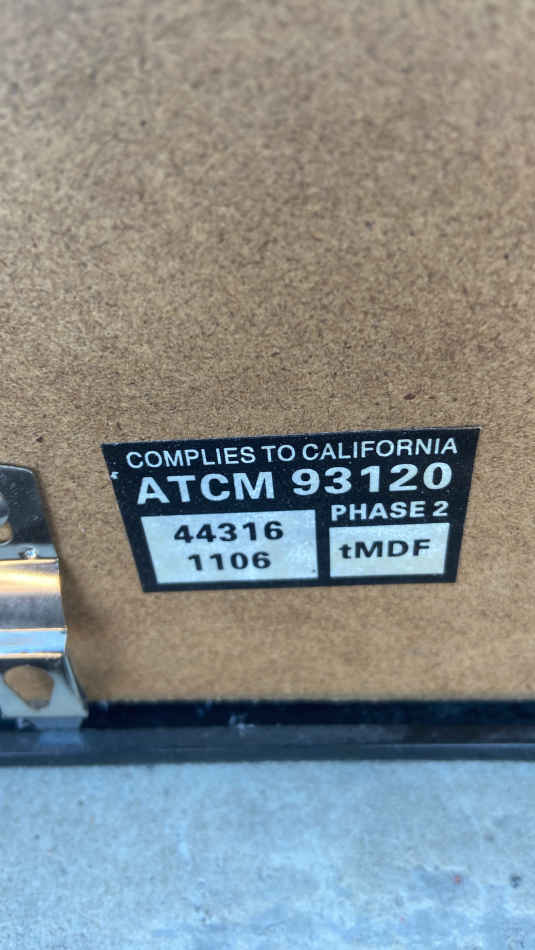 COMPLIES TO CALIFORNIA
ATCM 93120
PHASE 2
44316
1106
tMDF